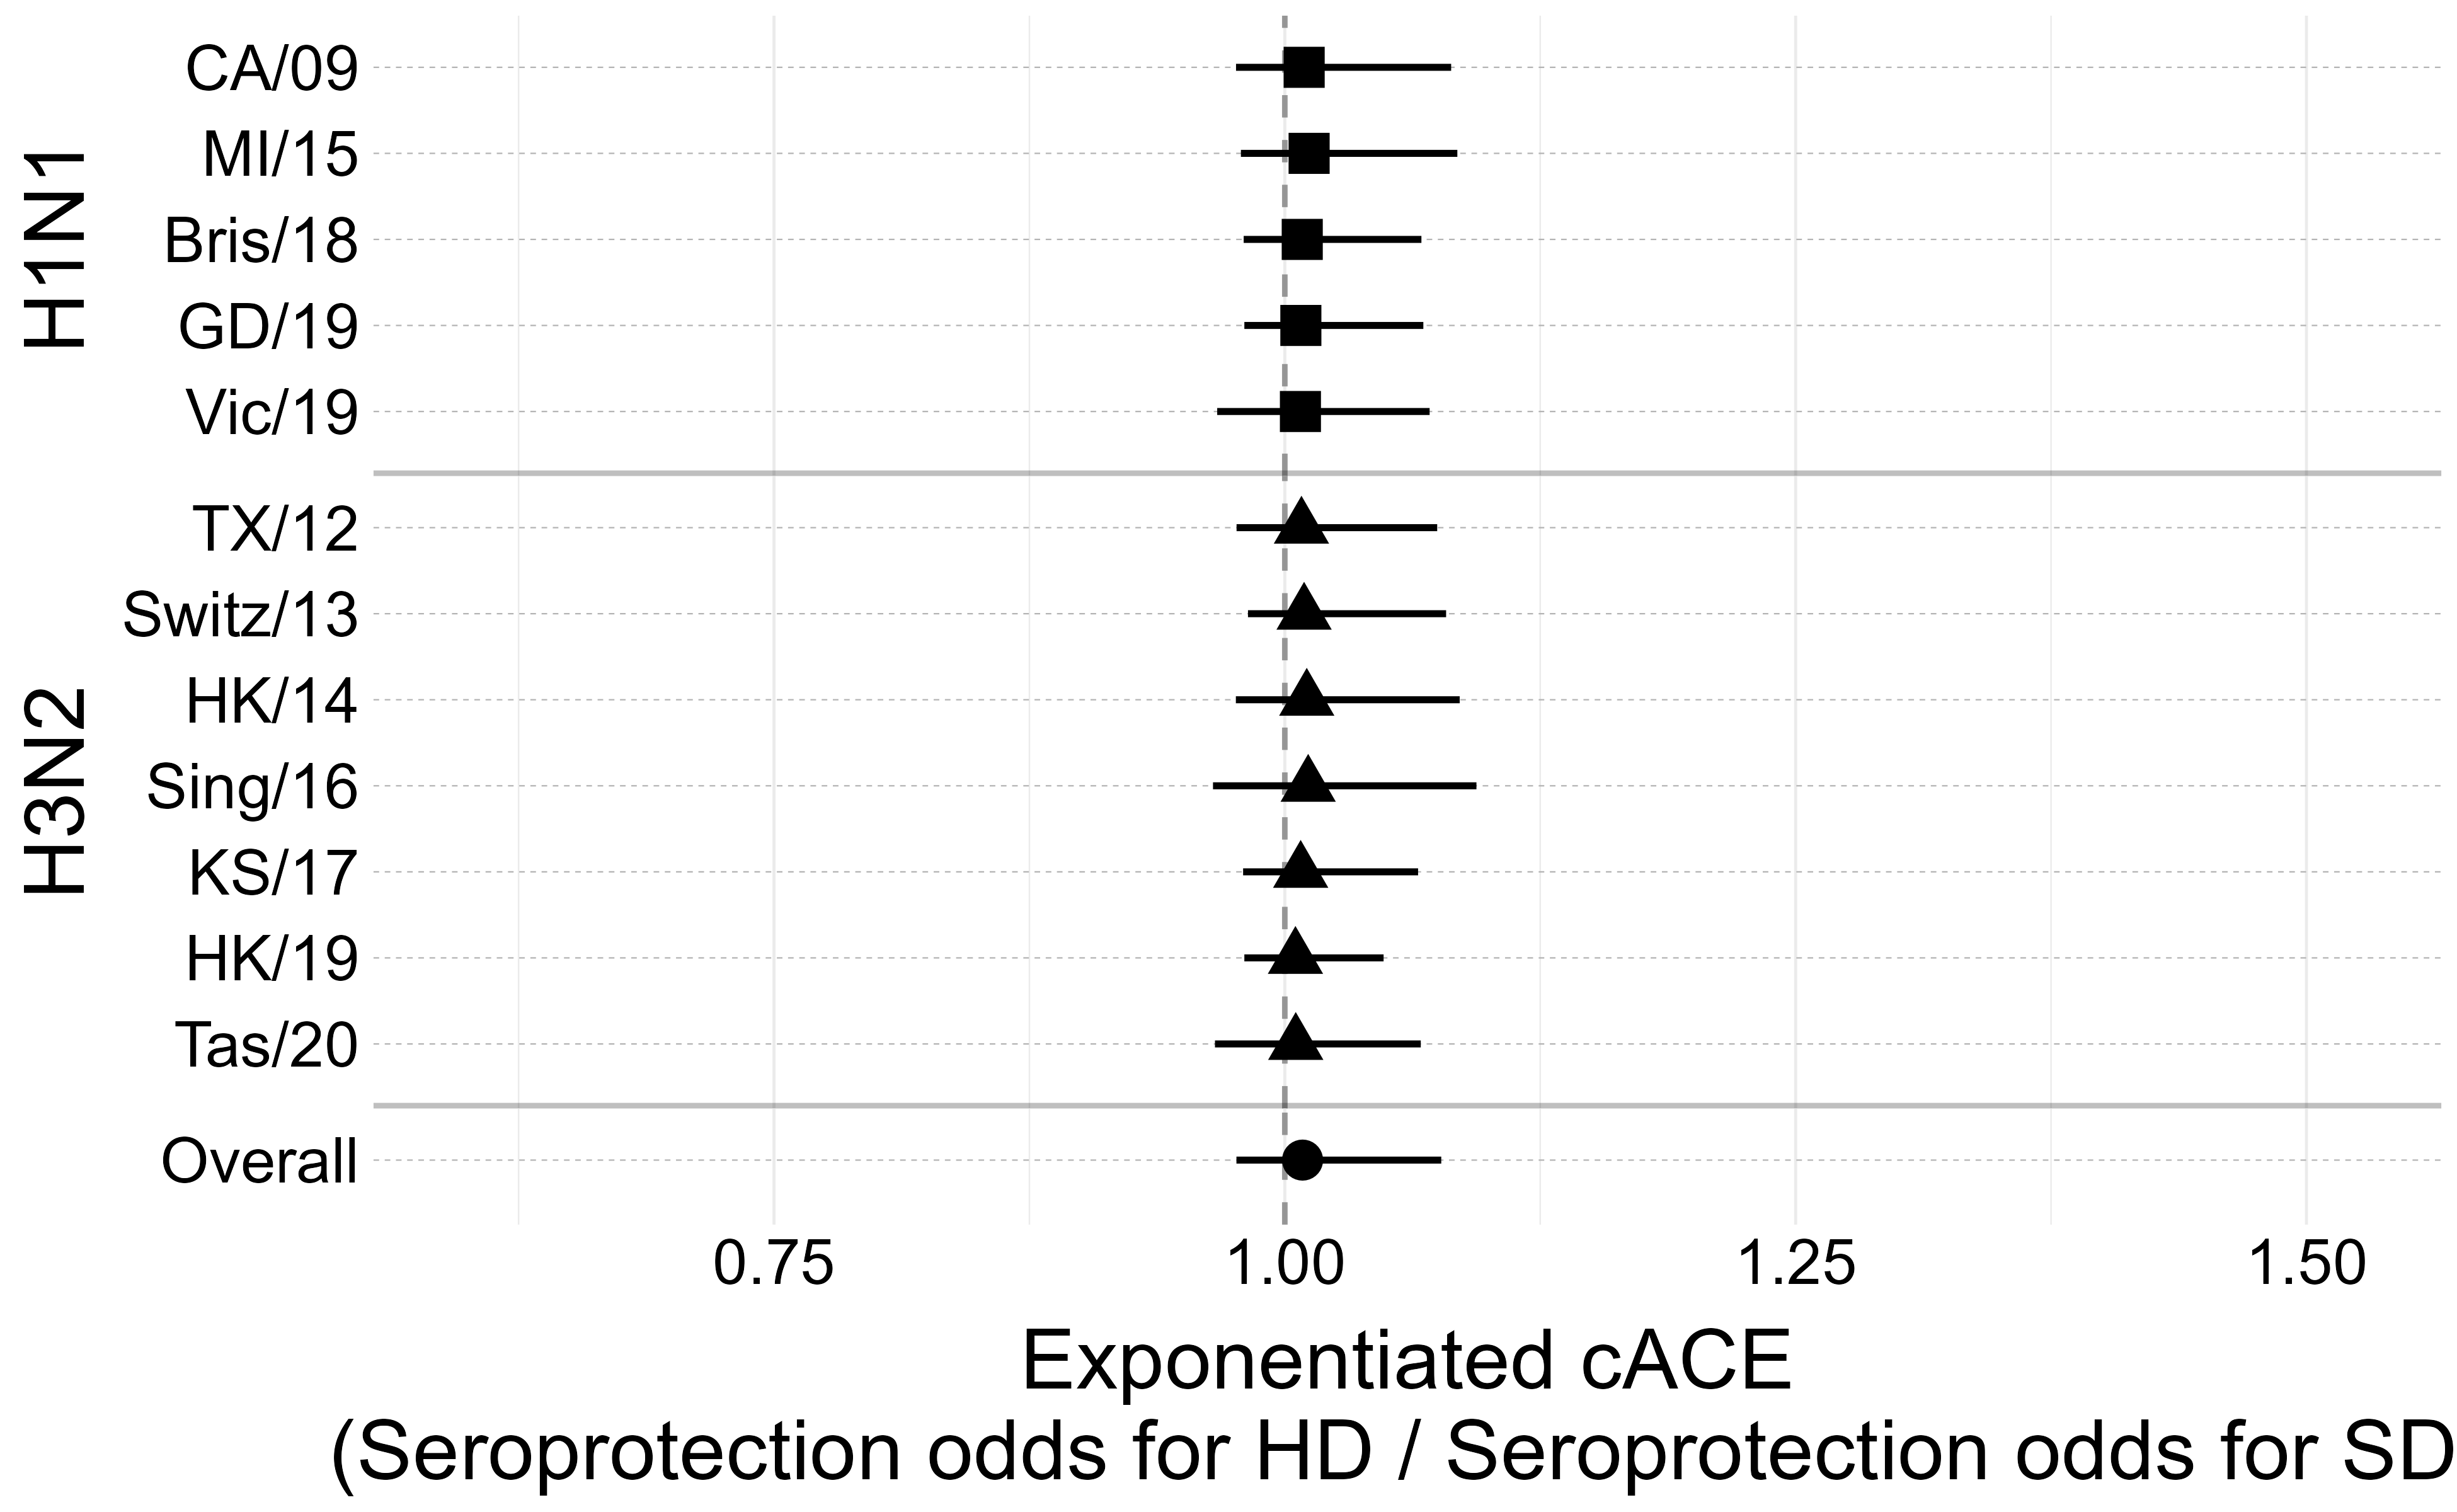 H1N1
CA/09
MI/15
Bris/18
GD/19
Vic/19
H3N2
TX/12
Switz/13
HK/14
Sing/16
KS/17
HK/19
Tas/20
Overall
0.75 1.00 1.25 1.50
Exponentiated cACE
(Seroprotection odds for HD / Seroprotection odds for SD